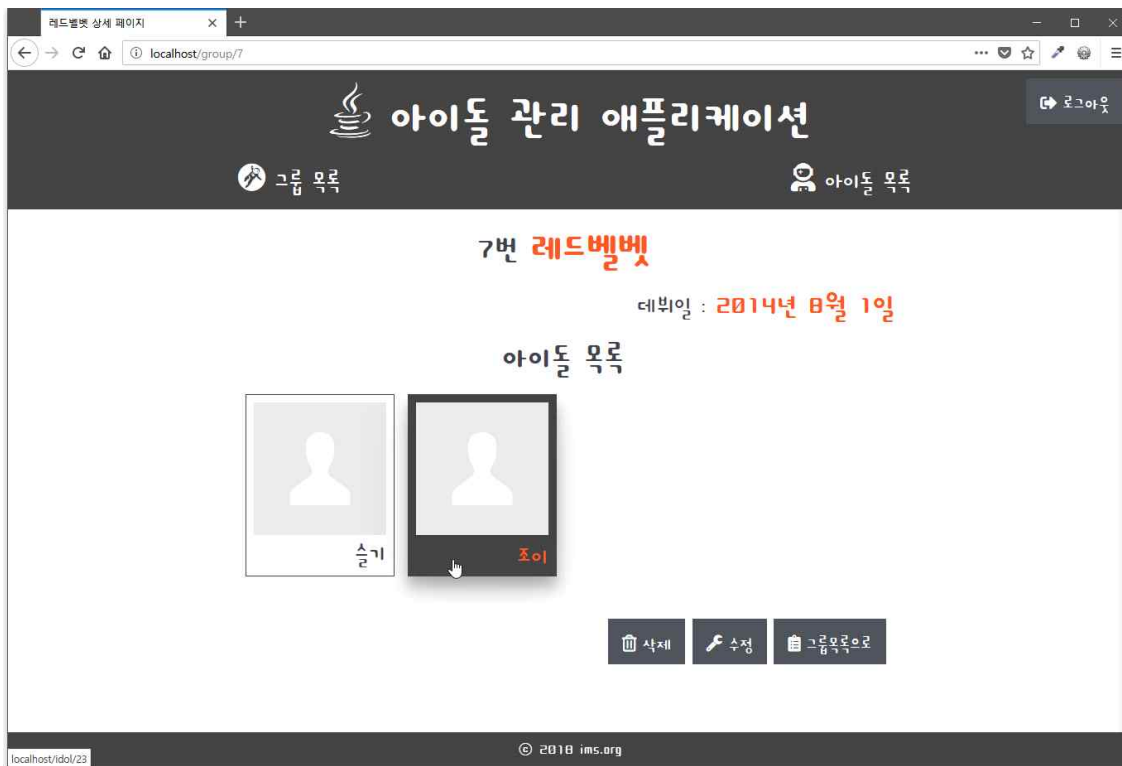 레드벨벳 상세 페이지
localhost/group/7
아이돌 관리 애플리케이션
로그아웃
그룹 목록
아이돌 목록
7번 레드벨벳
데뷔일 : 2014년 8월 1일
아이돌 목록
슬기
조이
삭제
수정
그룹목록으로
© 2018 ims.org
localhost/idol/23